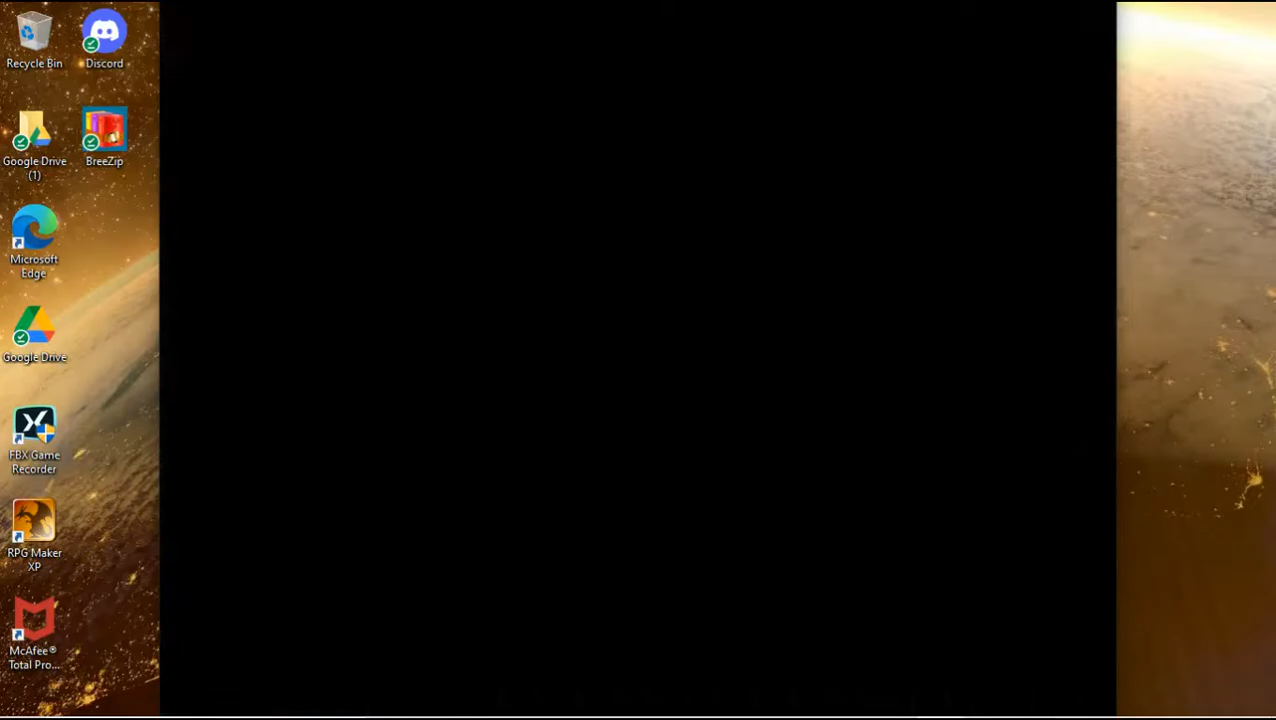 Recycle Bin
Discord
Google Drive
(1)
BreeZip
Microsoft
Edge
Google Drive
FBX Game
Recorder
RPG Maker
XP
McAfee®
Total Pro...